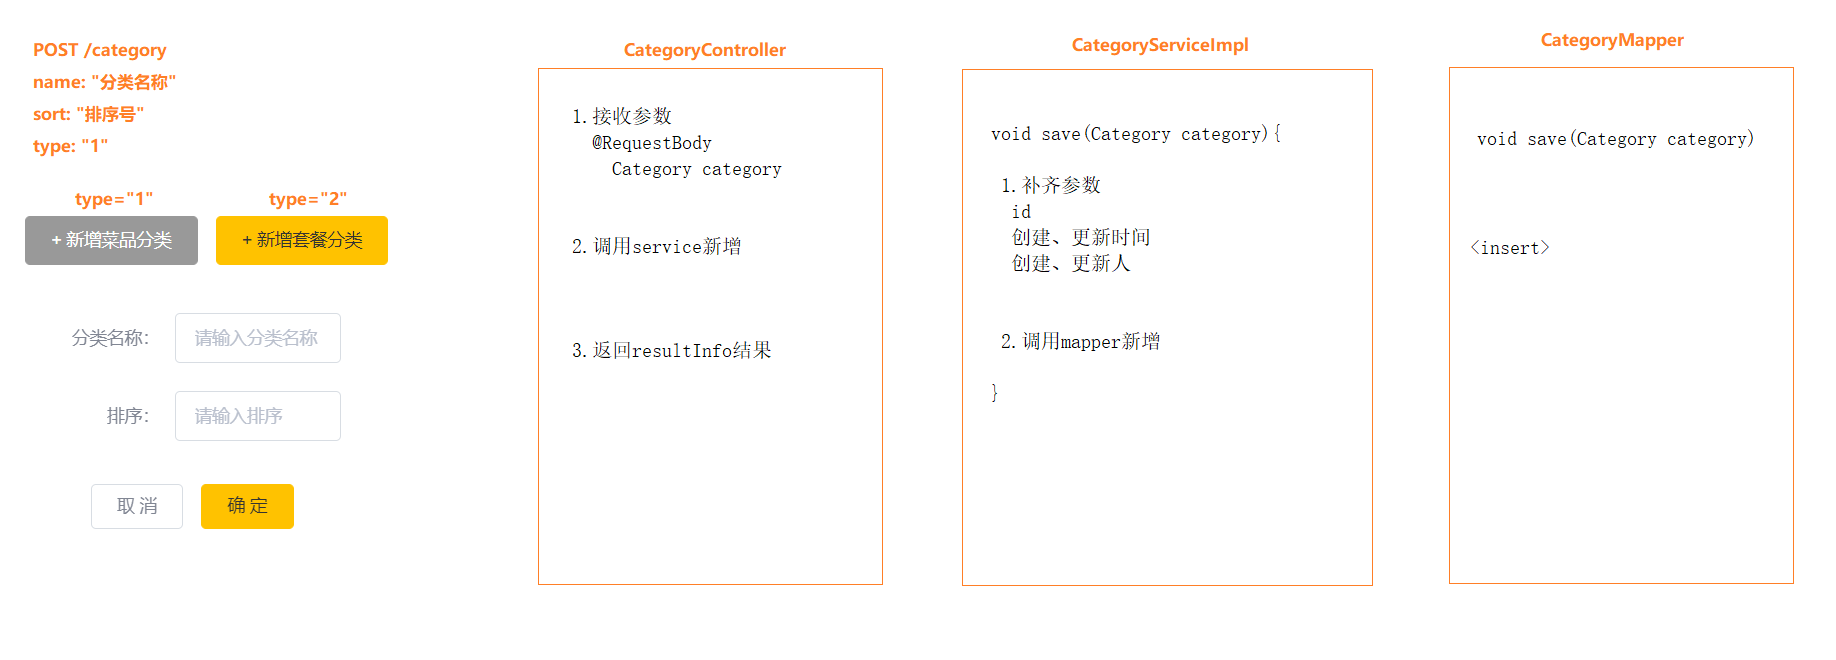 POST /category
name: "分类名称"
sort: "排序号"
type: "1"
type="1"
type="2"
+ 新增菜品分类
+ 新增套餐分类
分类名称:
请输入分类名称
排序:
请输入排序
取 消
确 定
CategoryController
1.接收参数
@RequestBody
Category category
2.调用service新增
3.返回resultInfo结果
CategoryServiceImpl
void save(Category category){
1.补齐参数
id
创建、更新时间
创建、更新人
2.调用mapper新增
}
CategoryMapper
void save(Category category)
<insert>